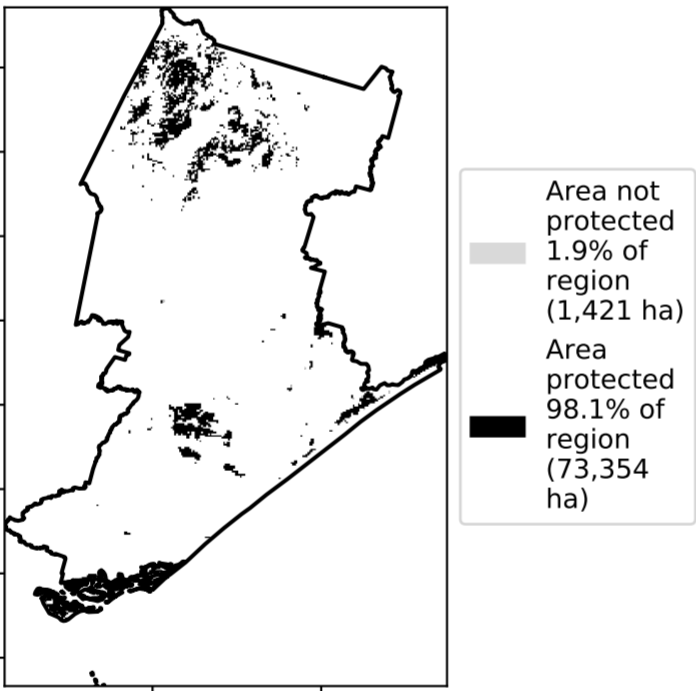 Area not
protected
1.9% of
region
(1,421 ha)
Area
protected
98.1% of
region
(73,354
ha)